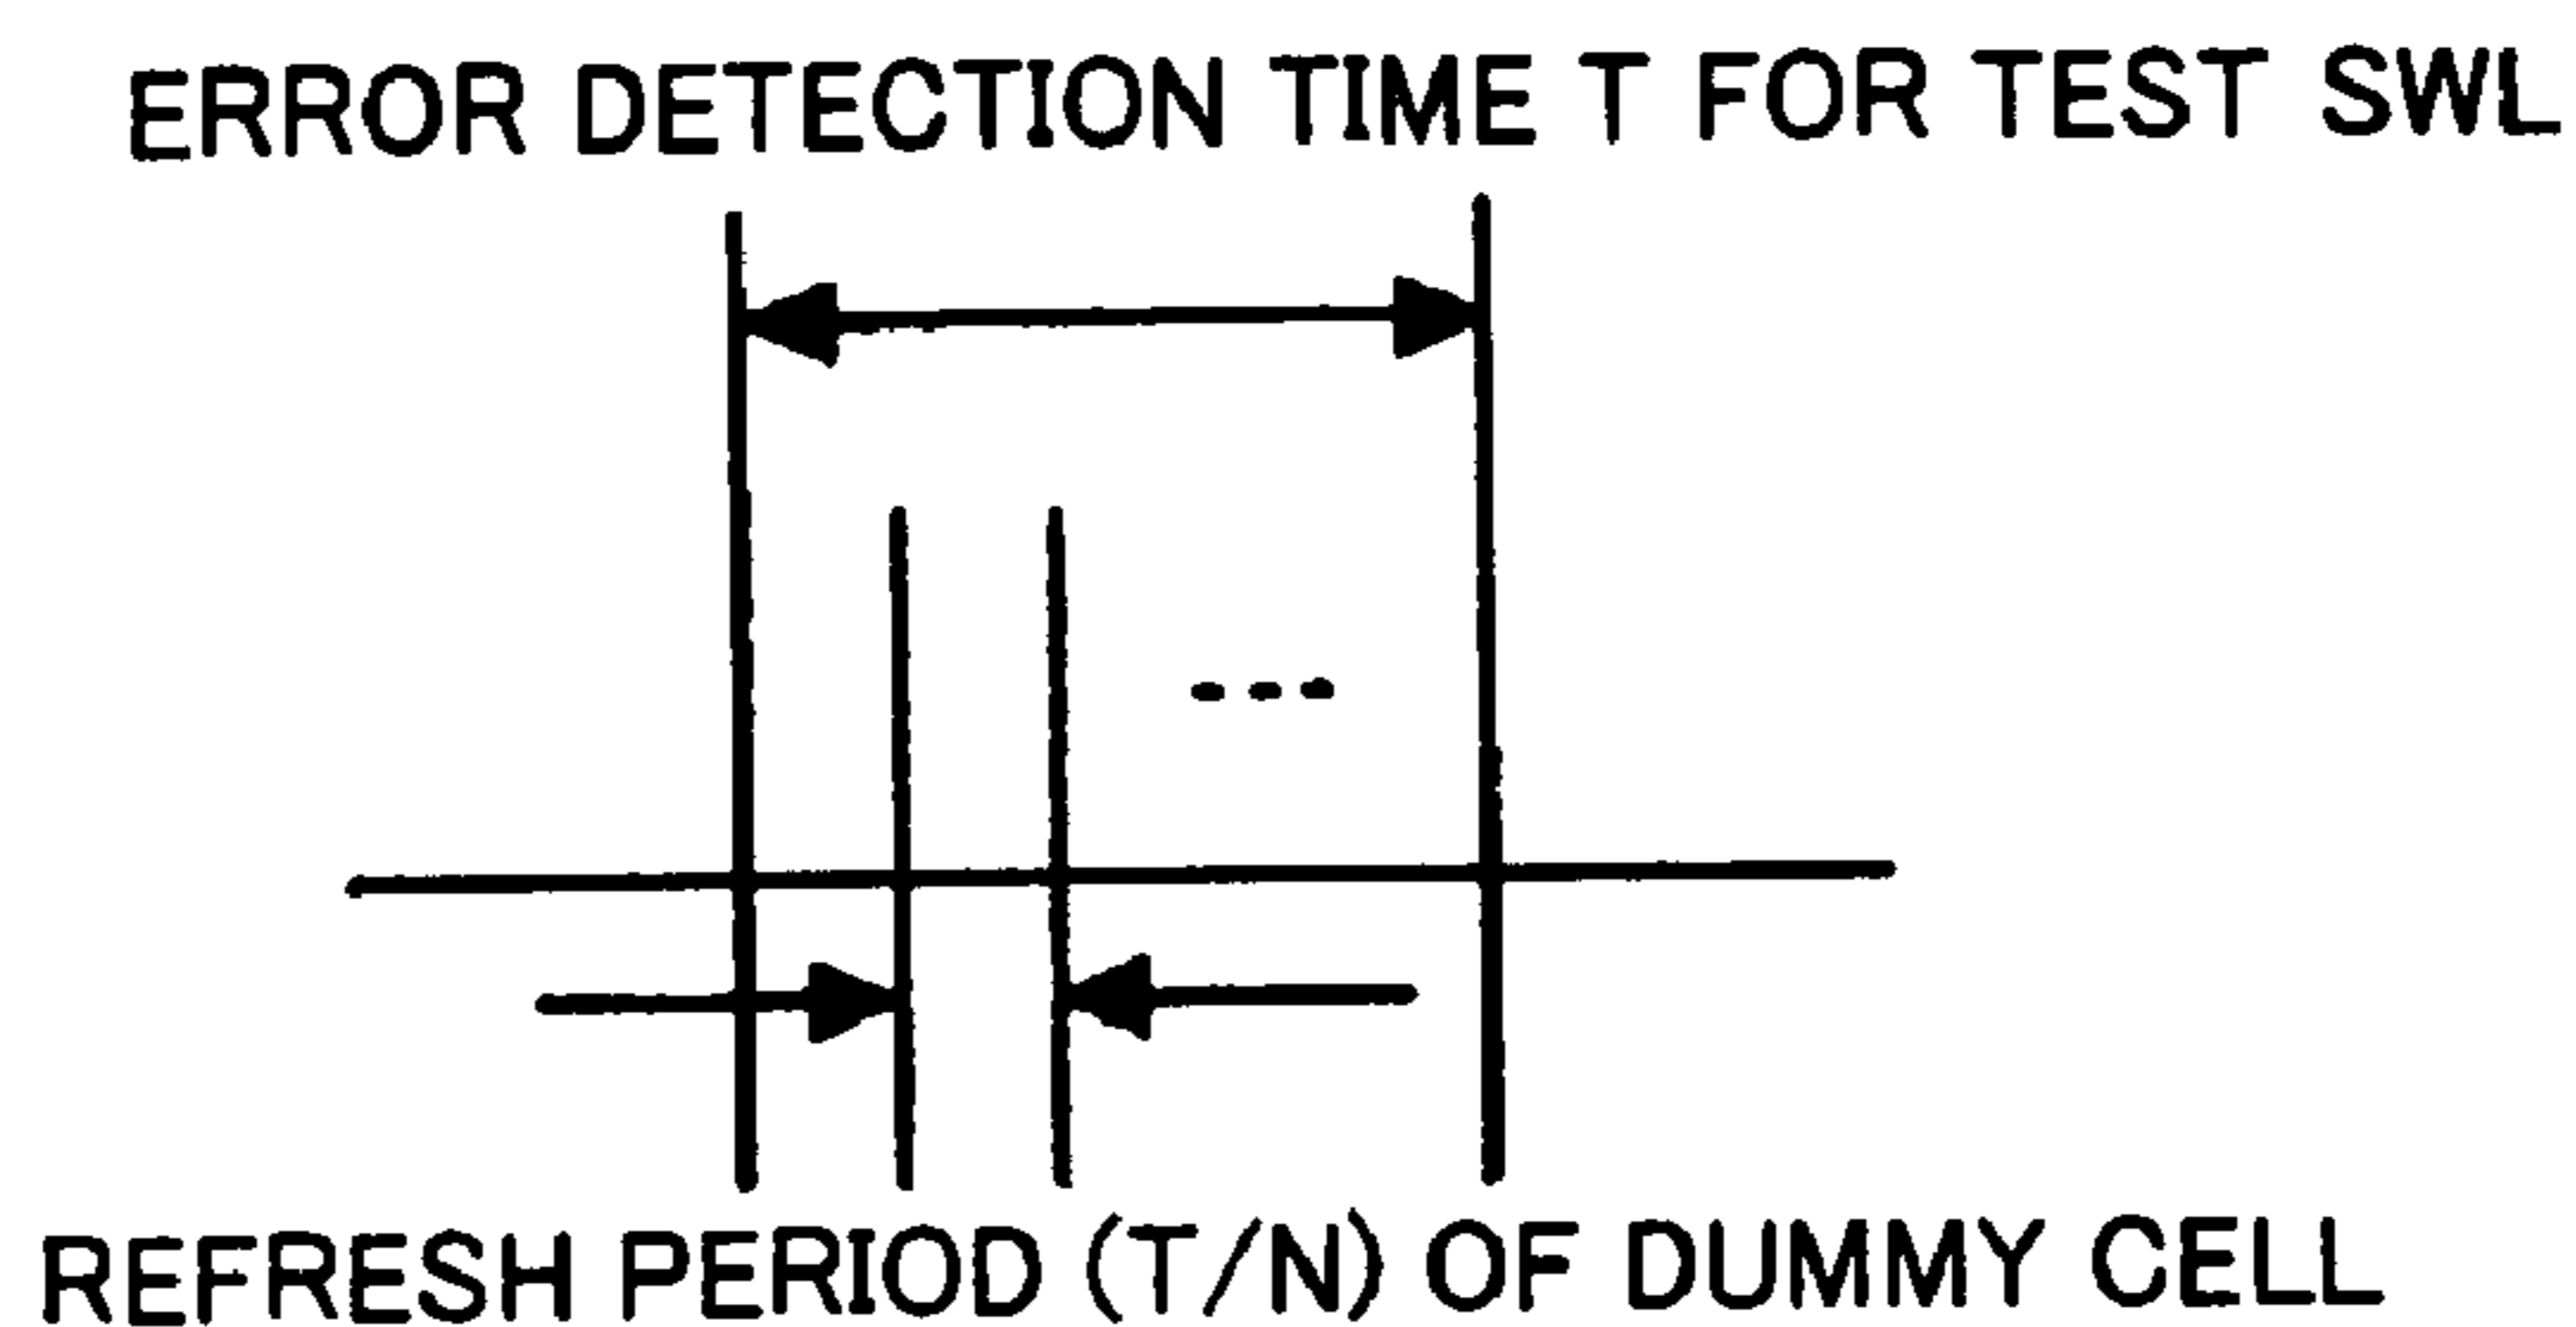 ERROR DETECTION TIME T FOR TEST SWL
REFRESH PERIOD (T/N) OF DUMMY CELL